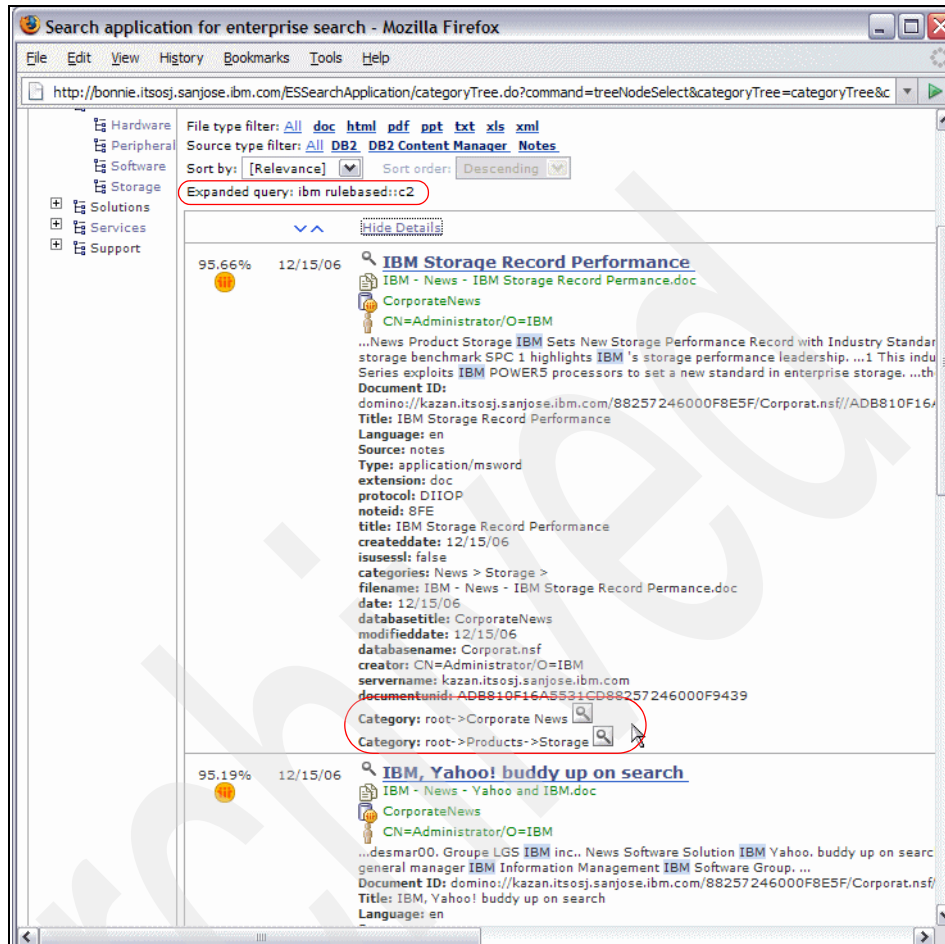 Search application for enterprise search - Mozilla Firefox
File Edit View History Bookmarks Tools Help
http://bonnie.itsosj.sanjose.ibm.com/ESSearchApplication/categoryTree.do?command=treeNodeSelect&categoryTree=categoryTree&c
Hardware
Peripheral
Software
Storage
Solutions
Services
Support
File type filter: All doc html pdf ppt txt xls xml
Source type filter: All DB2 DB2 Content Manager Notes
Sort by: [Relevance] Sort order: Descending
Expanded query: ibm rulebased::c2
Hide Details
95.66% 12/15/06 IBM Storage Record Performance
IBM - News - IBM Storage Record Permance.doc
CorporateNews
CN=Administrator/O=IBM
...News Product Storage IBM Sets New Storage Performance Record with Industry Standar
storage benchmark SPC 1 highlights IBM 's storage performance leadership. ...1 This indu
Series exploits IBM POWER5 processors to set a new standard in enterprise storage. ...th
Document ID:
domino://kazan.itsosj.sanjose.ibm.com/88257246000F8E5F/Corporat.nsf//ADB810F16A
Title: IBM Storage Record Performance
Language: en
Source: notes
Type: application/msword
extension: doc
protocol: DIIOP
noteid: 8FE
title: IBM Storage Record Performance
createddate: 12/15/06
isusessl: false
categories: News > Storage >
filename: IBM - News - IBM Storage Record Permance.doc
date: 12/15/06
databasetitle: CorporateNews
modifieddate: 12/15/06
databasename: Corporat.nsf
creator: CN=Administrator/O=IBM
servername: kazan.itsosj.sanjose.ibm.com
documentunid: ADB810F16A5531CD88257246000F9439
Category: root->Corporate News
Category: root->Products->Storage
95.19% 12/15/06 IBM, Yahoo! buddy up on search
IBM - News - Yahoo and IBM.doc
CorporateNews
CN=Administrator/O=IBM
...desmar00. Groupe LGS IBM inc.. News Software Solution IBM Yahoo. buddy up on searc
general manager IBM Information Management IBM Software Group. ...
Document ID: domino://kazan.itsosj.sanjose.ibm.com/88257246000F8E5F/Corporat.nsf/
Title: IBM, Yahoo! buddy up on search
Language: en